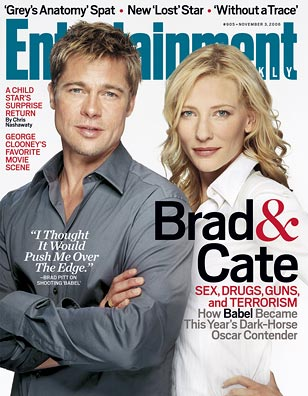 'Grey's Anatomy' Spat • New 'Lost' Star • 'Without a Trace'
#905 • NOVEMBER 3, 2006
Entertainment
WEEKLY
A CHILD
STAR'S
SURPRISE
RETURN
By Chris
Nashawaty
GEORGE
CLOONEY'S
FAVORITE
MOVIE
SCENE
"I Thought
It Would
Push Me Over
The Edge."
—BRAD PITT ON
SHOOTING 'BABEL'
Brad&
Cate
SEX, DRUGS, GUNS,
and TERRORISM
How Babel Became
This Year's Dark-Horse
Oscar Contender